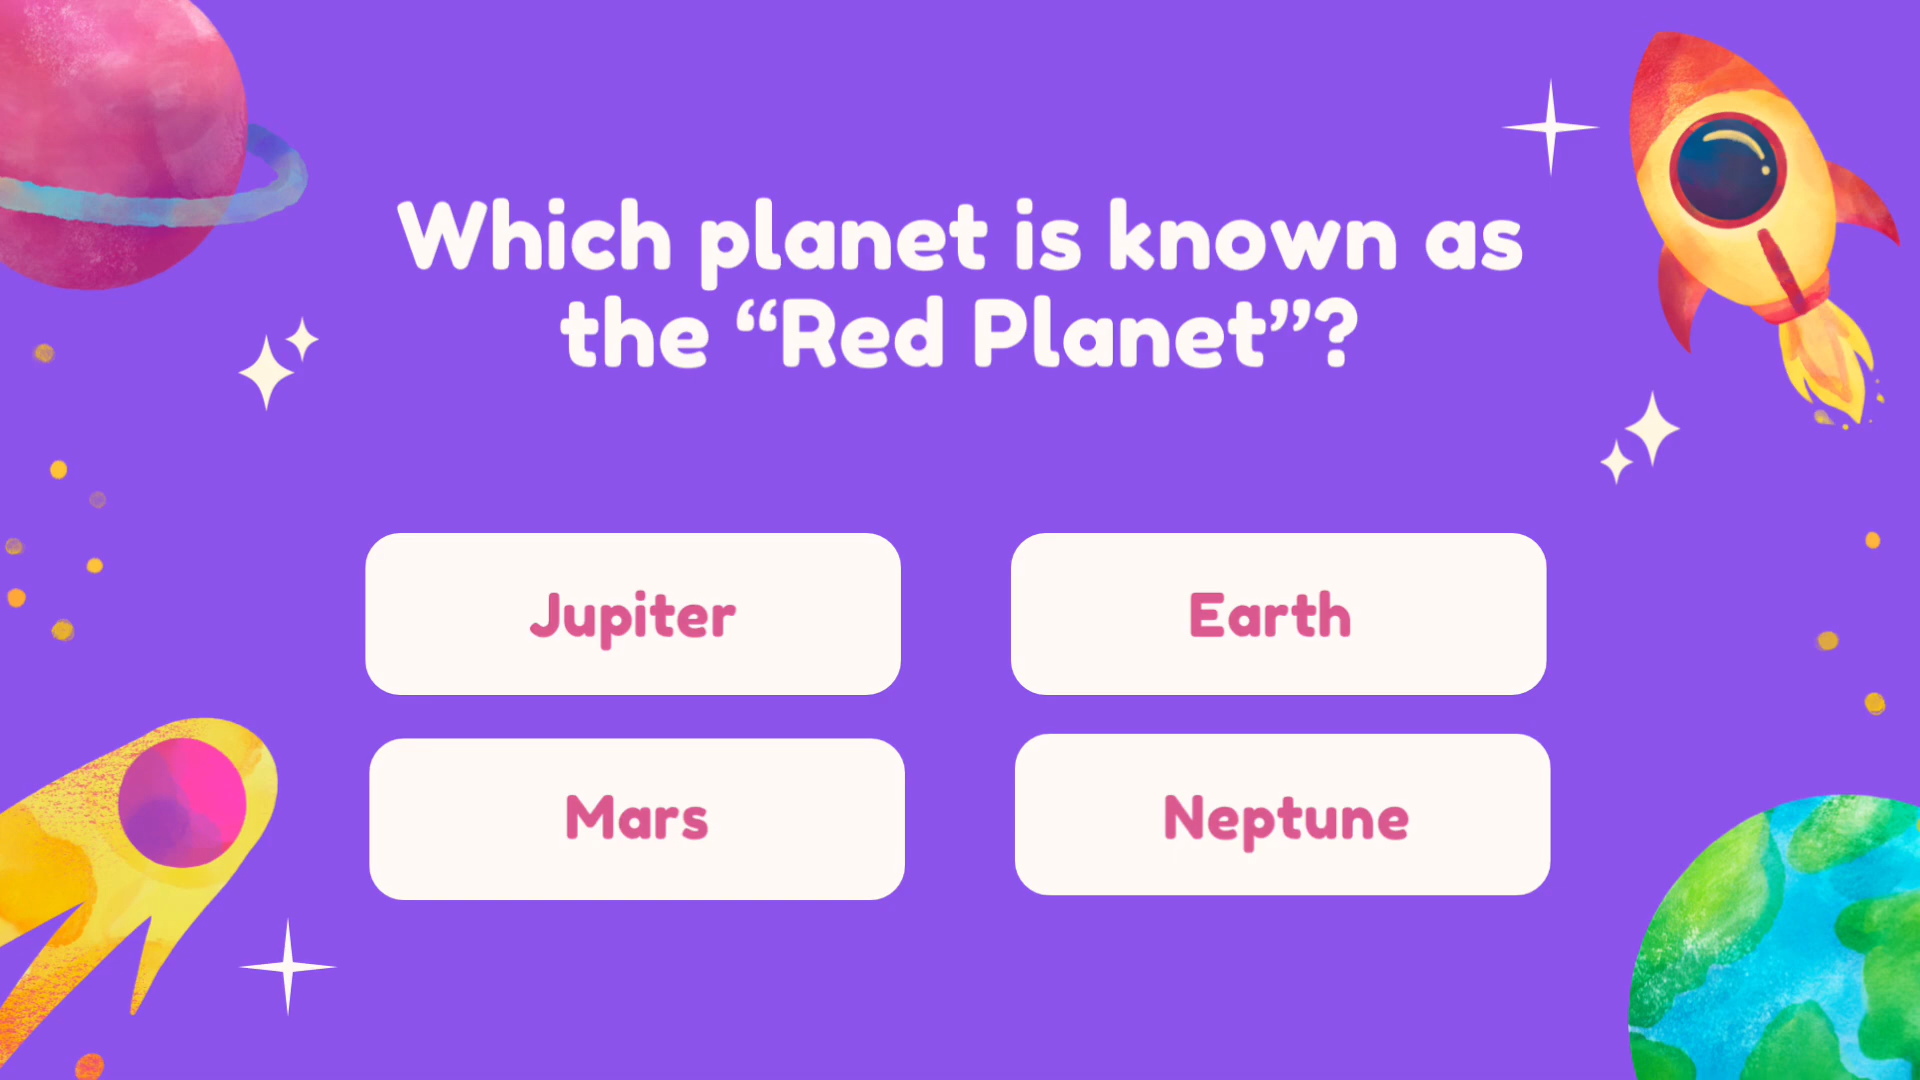 Which planet is known as
the “Red Planet”?
Jupiter
Earth
Mars
Neptune